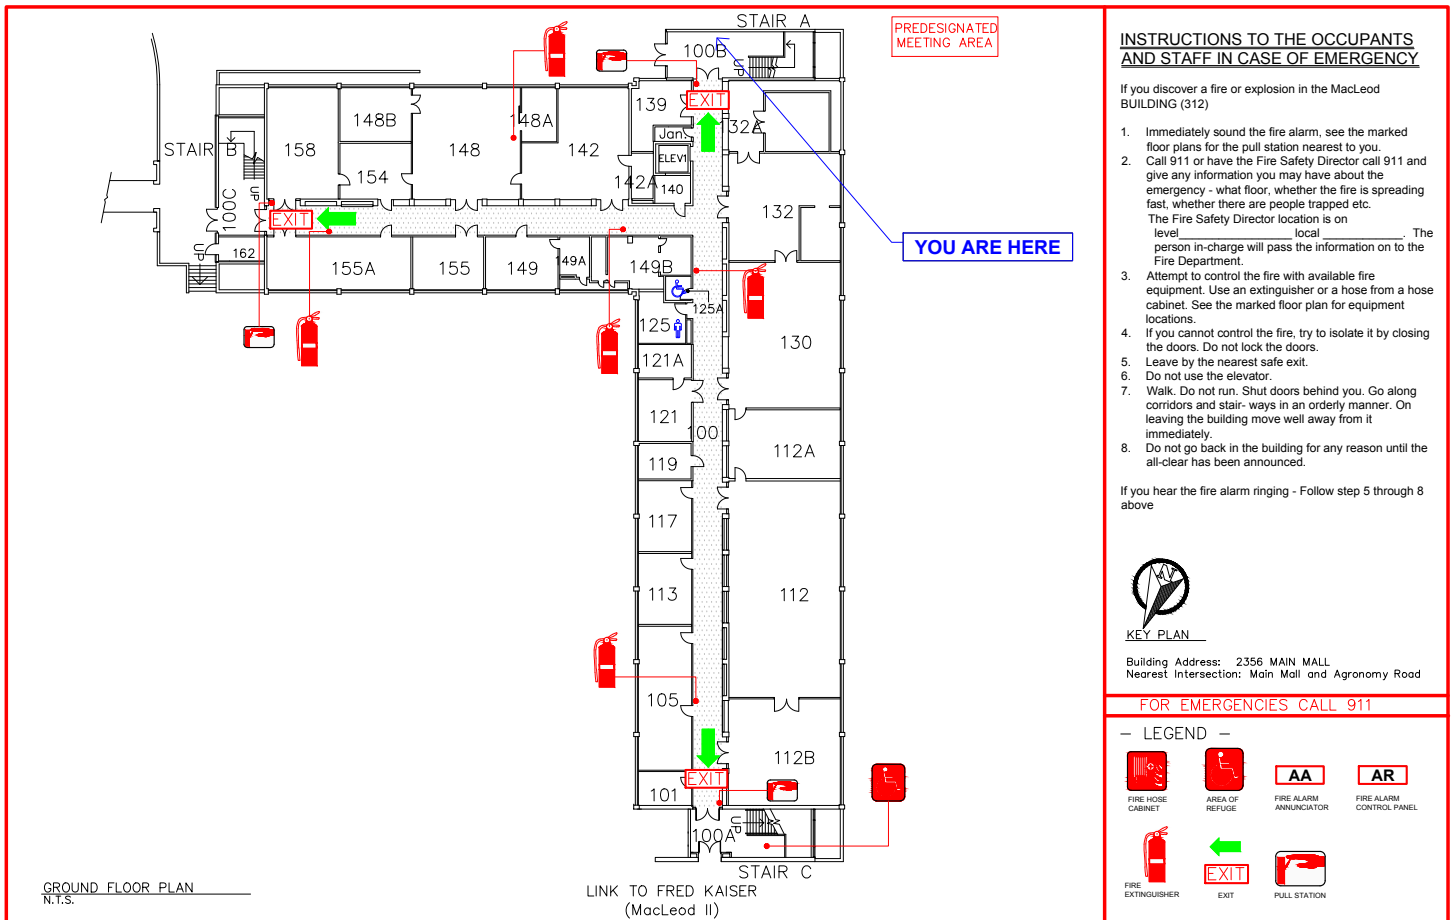 STAIR A
PREDESIGNATED
MEETING AREA
100B
UP
139
EXIT
148B
148A
132A
Jan.
STAIR B
158
148
142
ELEV1
154
142A
140
UP
100C
EXIT
132
YOU ARE HERE
UP
162
155A
155
149
149A
149B
125A
125
130
121A
121
100
112A
119
117
113
112
105
112B
EXIT
101
UP
100A
STAIR C
LINK TO FRED KAISER
(MacLeod II)
GROUND FLOOR PLAN
N.T.S.
INSTRUCTIONS TO THE OCCUPANTS
AND STAFF IN CASE OF EMERGENCY
If you discover a fire or explosion in the MacLeod
BUILDING (312)
1. Immediately sound the fire alarm, see the marked
floor plans for the pull station nearest to you.
2. Call 911 or have the Fire Safety Director call 911 and
give any information you may have about the
emergency - what floor, whether the fire is spreading
fast, whether there are people trapped etc.
The Fire Safety Director location is on
level__________________ local _____________. The
person in-charge will pass the information on to the
Fire Department.
3. Attempt to control the fire with available fire
equipment. Use an extinguisher or a hose from a hose
cabinet. See the marked floor plan for equipment
locations.
4. If you cannot control the fire, try to isolate it by closing
the doors. Do not lock the doors.
5. Leave by the nearest safe exit.
6. Do not use the elevator.
7. Walk. Do not run. Shut doors behind you. Go along
corridors and stair- ways in an orderly manner. On
leaving the building move well away from it
immediately.
8. Do not go back in the building for any reason until the
all-clear has been announced.
If you hear the fire alarm ringing - Follow step 5 through 8
above
KEY PLAN
Building Address: 2356 MAIN MALL
Nearest Intersection: Main Mall and Agronomy Road
FOR EMERGENCIES CALL 911
- LEGEND -
AA
AR
FIRE HOSE
CABINET
AREA OF
REFUGE
FIRE ALARM
ANNUNCIATOR
FIRE ALARM
CONTROL PANEL
EXIT
FIRE
EXTINGUISHER
EXIT
PULL STATION